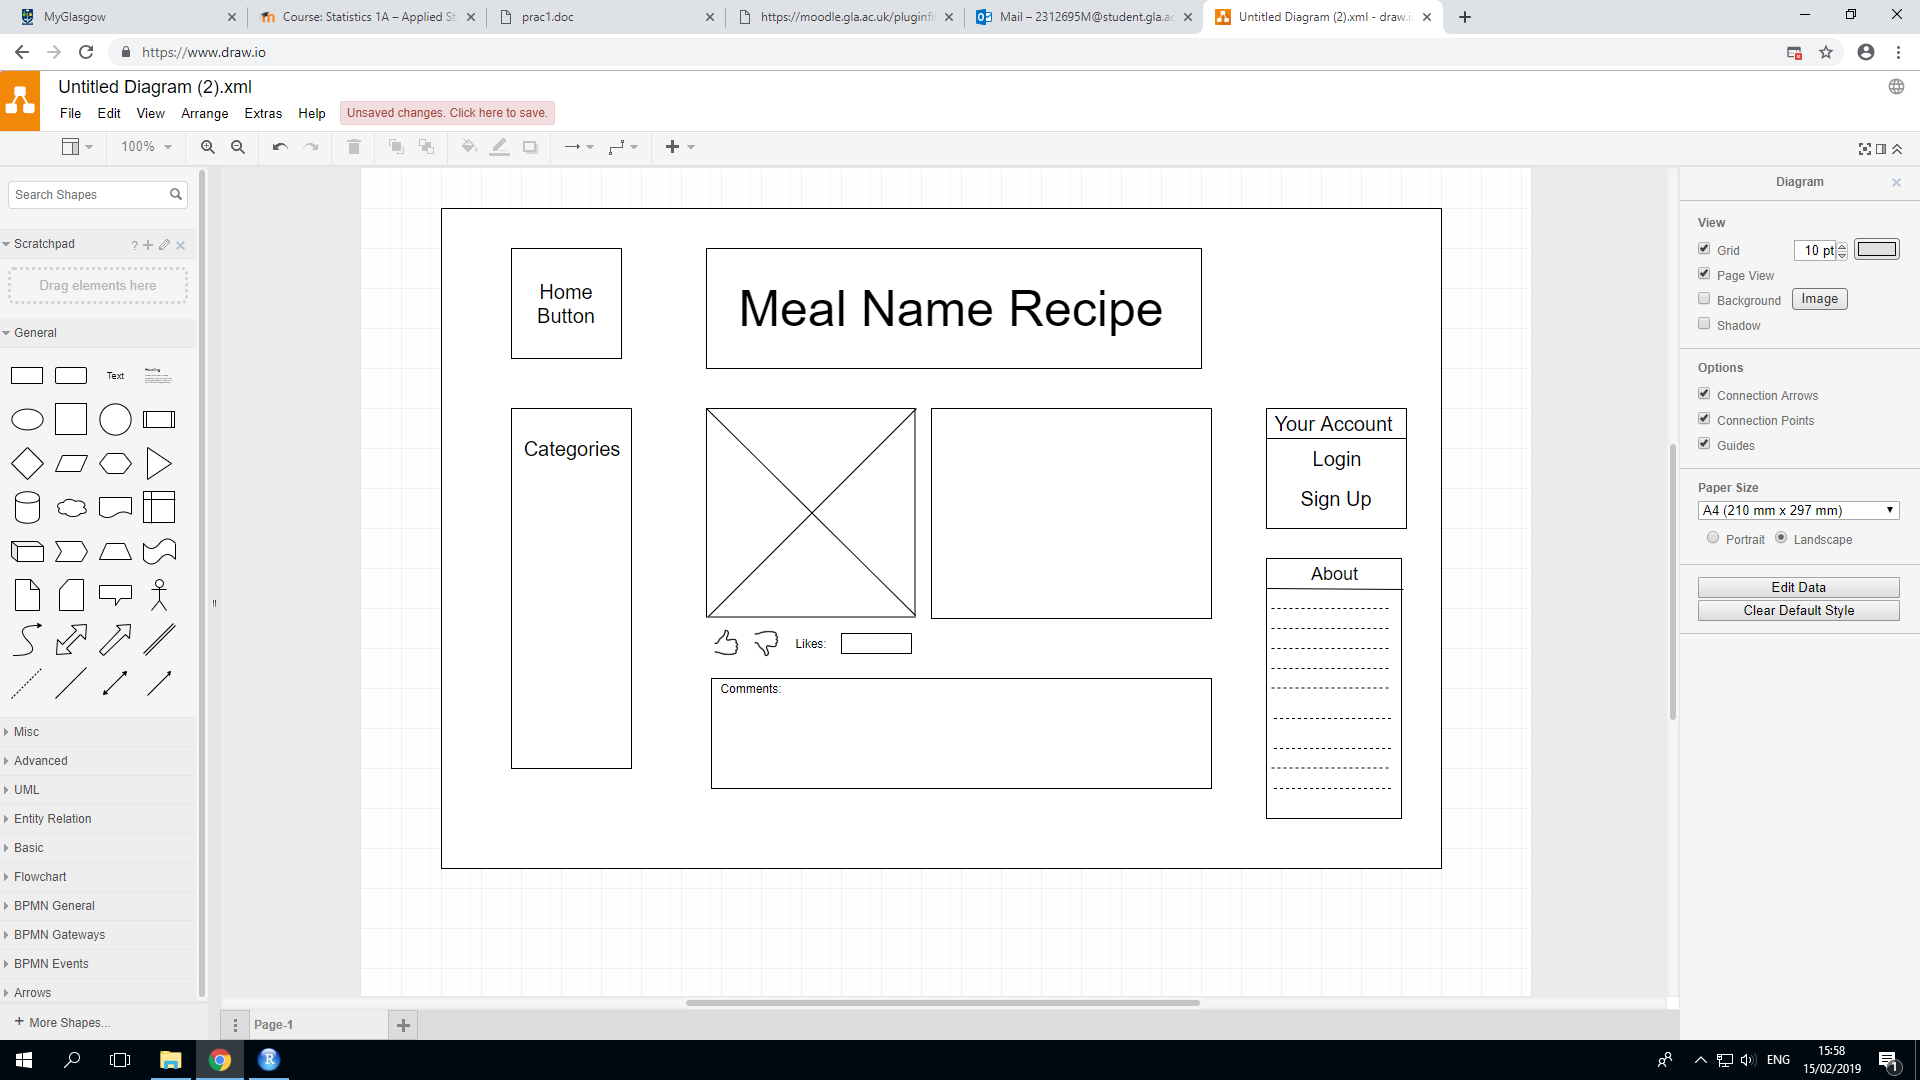 MyGlasgow
Course: Statistics 1A – Applied St
prac1.doc
https://moodle.gla.ac.uk/pluginfi
Mail – 2312695M@student.gla.ac
Untitled Diagram (2).xml - draw.i
https://www.draw.io
Untitled Diagram (2).xml
File Edit View Arrange Extras Help Unsaved changes. Click here to save.
100%
Search Shapes
Scratchpad
?
Drag elements here
General
Text
Heading
Misc
Advanced
UML
Entity Relation
Basic
Flowchart
BPMN General
BPMN Gateways
BPMN Events
Arrows
+ More Shapes...
Home
Button
Meal Name Recipe
Categories
Likes:
Comments:
Your Account
Login
Sign Up
About
Page-1
Diagram
View
Grid 10 pt
Page View
Background Image
Shadow
Options
Connection Arrows
Connection Points
Guides
Paper Size
A4 (210 mm x 297 mm)
Portrait Landscape
Edit Data
Clear Default Style
R
ENG
15:58
15/02/2019
1